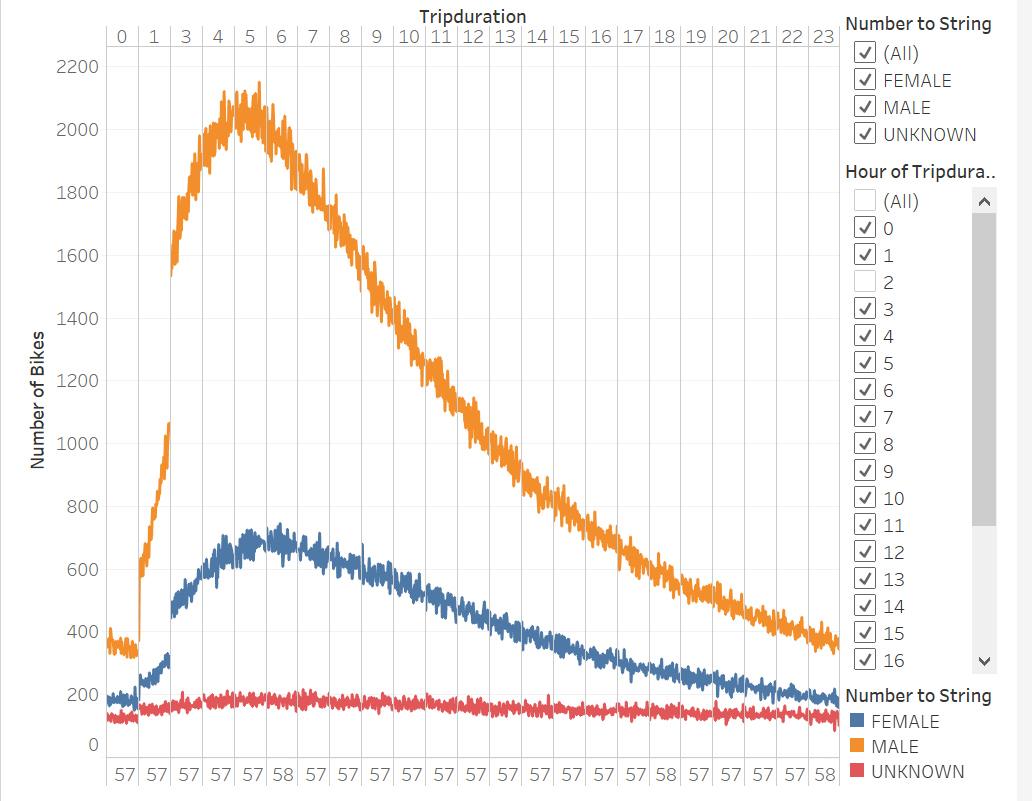 Tripduration
0 1 3 4 5 6 7 8 9 10 11 12 13 14 15 16 17 18 19 20 21 22 23
2200
2000
1800
1600
1400
1200
1000
800
600
400
200
0
Number of Bikes
57 57 57 57 57 58 57 57 57 57 57 57 57 57 57 57 57 58 57 57 57 57 58
Number to String
(All)
FEMALE
MALE
UNKNOWN
Hour of Tripdura..
(All)
0
1
2
3
4
5
6
7
8
9
10
11
12
13
14
15
16
Number to String
FEMALE
MALE
UNKNOWN